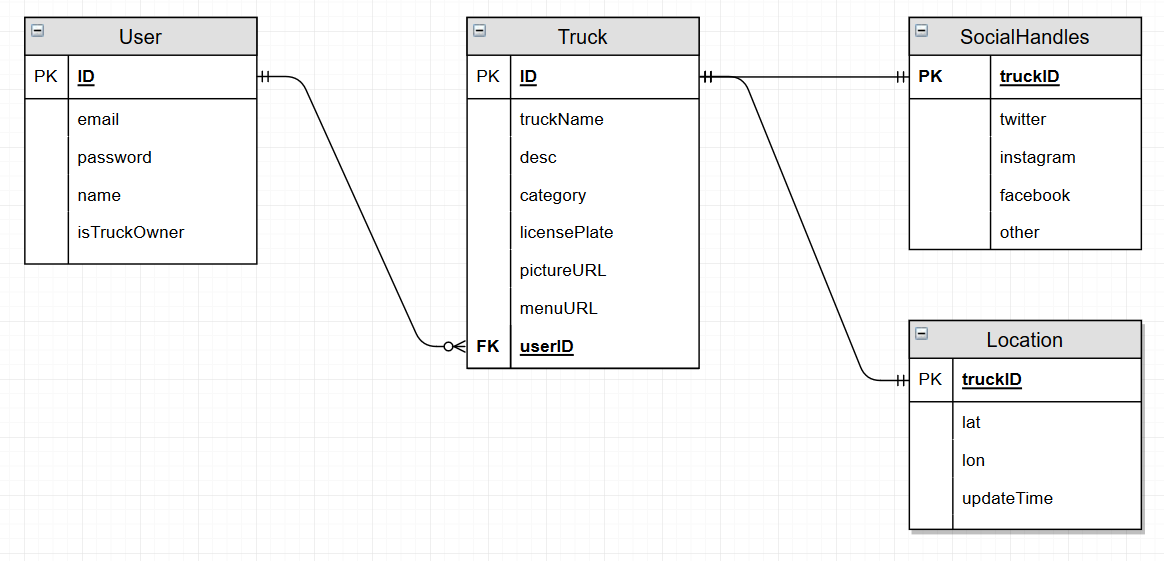 User
PK ID
email
password
name
isTruckOwner
Truck
PK ID
truckName
desc
category
licensePlate
pictureURL
menuURL
FK userID
SocialHandles
PK truckID
twitter
instagram
facebook
other
Location
PK truckID
lat
lon
updateTime